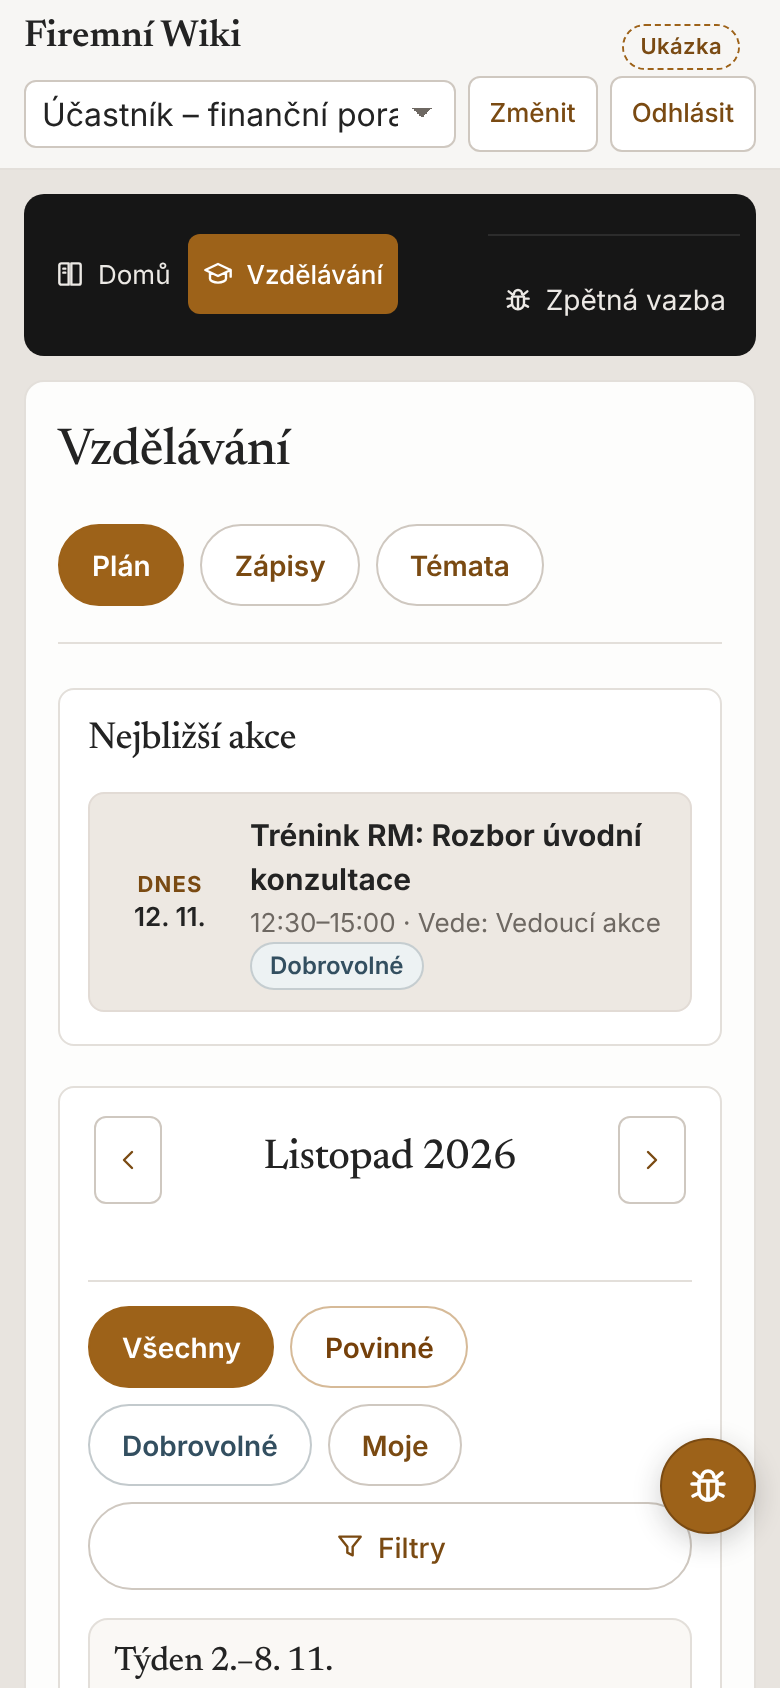 Firemní Wiki
Ukázka
Účastník – finanční pora
Změnit
Odhlásit
Domů
Vzdělávání
Zpětná vazba
Vzdělávání
Plán
Zápisy
Témata
Nejbližší akce
DNES
12. 11.
Trénink RM: Rozbor úvodní
konzultace
12:30–15:00 · Vede: Vedoucí akce
Dobrovolné
Listopad 2026
Všechny
Povinné
Dobrovolné
Moje
Filtry
Týden 2.–8. 11.